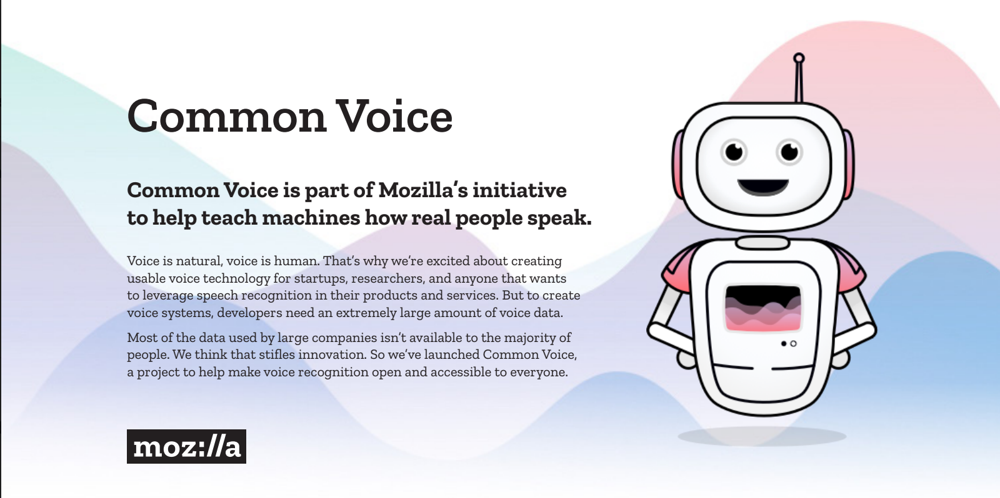 Common Voice
Common Voice is part of Mozilla’s initiative
to help teach machines how real people speak.
Voice is natural, voice is human. That’s why we’re excited about creating
usable voice technology for startups, researchers, and anyone that wants
to leverage speech recognition in their products and services. But to create
voice systems, developers need an extremely large amount of voice data.
Most of the data used by large companies isn’t available to the majority of
people. We think that stifles innovation. So we’ve launched Common Voice,
a project to help make voice recognition open and accessible to everyone.
moz://a